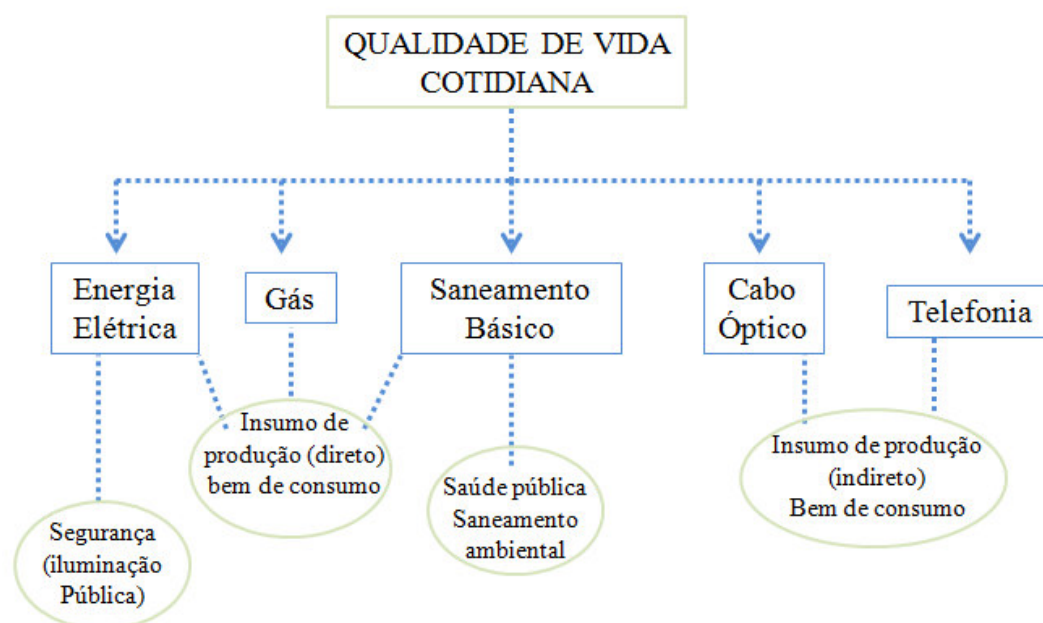 QUALIDADE DE VIDA
COTIDIANA
Energia
Elétrica
Gás
Saneamento
Básico
Cabo
Óptico
Telefonia
Insumo de
produção (direto)
bem de consumo
Insumo de produção
(indireto)
Bem de consumo
Saúde pública
Saneamento
ambiental
Segurança
(iluminação
Pública)